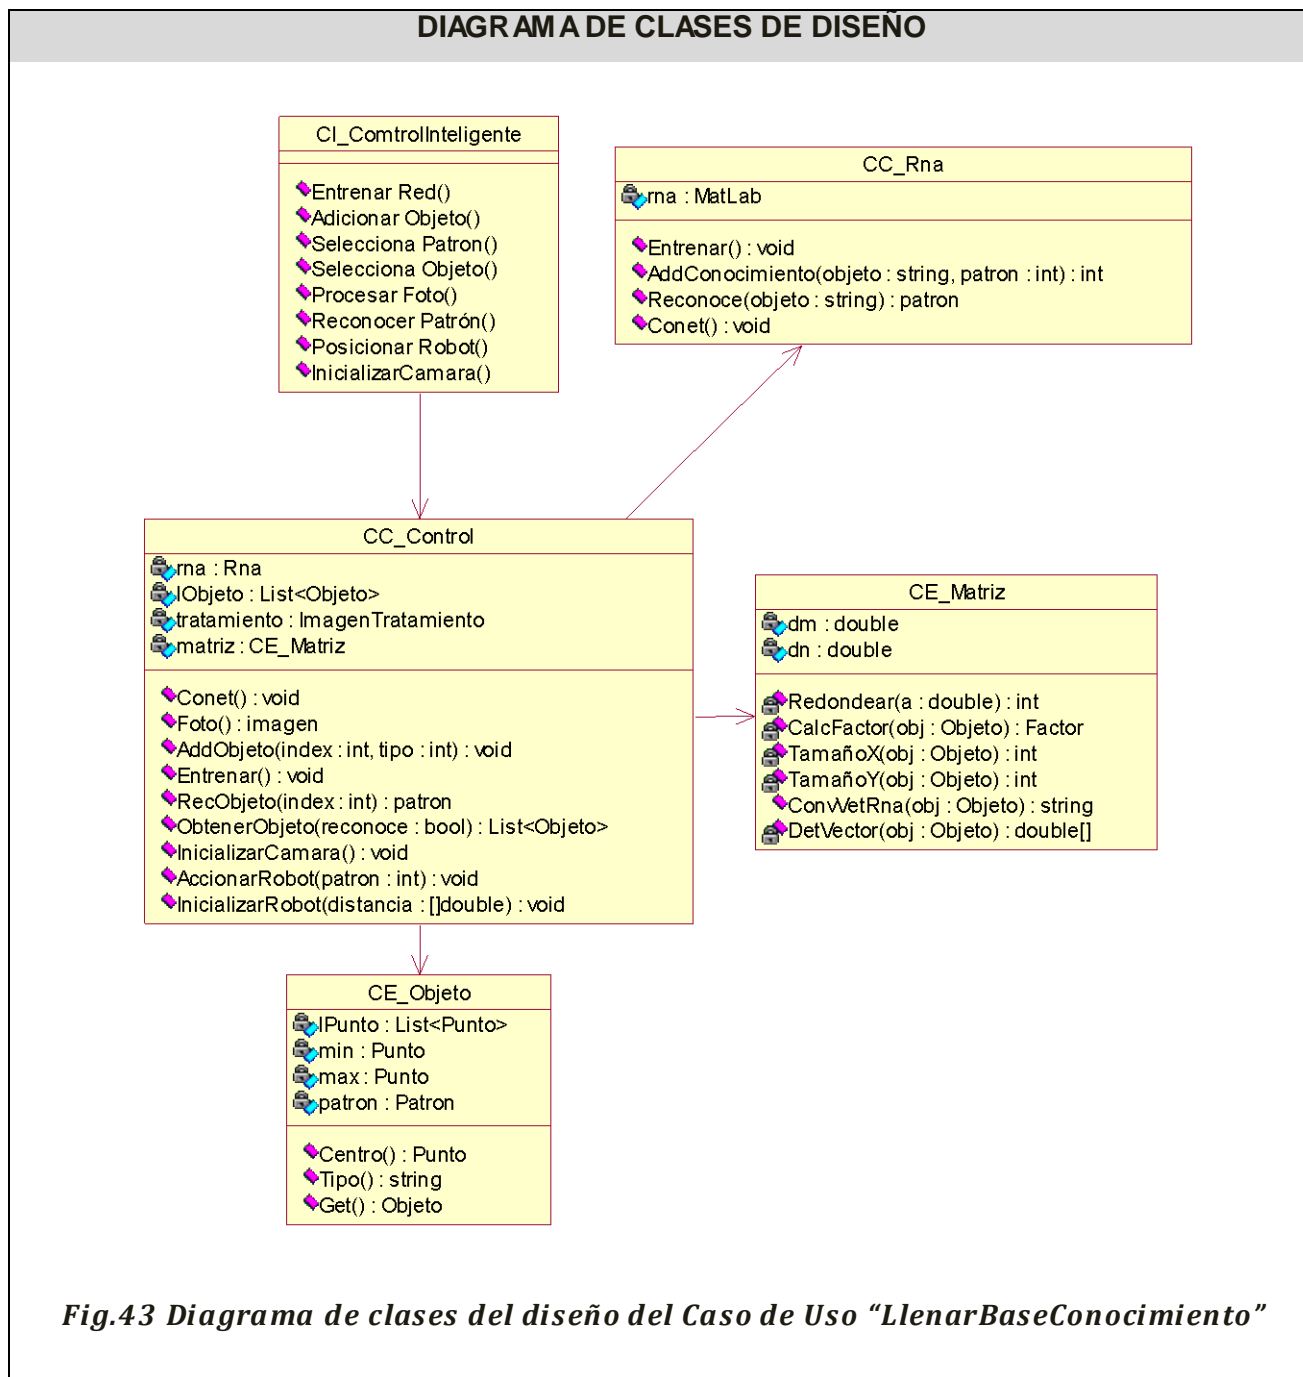 DIAGRAMA DE CLASES DE DISEÑO
CI_ComtrolInteligente
Entrenar Red()
Adicionar Objeto()
Selecciona Patron()
Selecciona Objeto()
Procesar Foto()
Reconocer Patrón()
Posicionar Robot()
InicializarCamara()
CC_Rna
rna : MatLab
Entrenar() : void
AddConocimiento(objeto : string, patron : int) : int
Reconoce(objeto : string) : patron
Conet() : void
CC_Control
rna : Rna
lObjeto : List<Objeto>
tratamiento : ImagenTratamiento
matriz : CE_Matriz
Conet() : void
Foto() : imagen
AddObjeto(index : int, tipo : int) : void
Entrenar() : void
RecObjeto(index : int) : patron
ObtenerObjeto(reconoce : bool) : List<Objeto>
InicializarCamara() : void
AccionarRobot(patron : int) : void
InicializarRobot(distancia : []double) : void
CE_Matriz
dm : double
dn : double
Redondear(a : double) : int
CalcFactor(obj : Objeto) : Factor
TamañoX(obj : Objeto) : int
TamañoY(obj : Objeto) : int
ConvVetRna(obj : Objeto) : string
DetVector(obj : Objeto) : double[]
CE_Objeto
lPunto : List<Punto>
min : Punto
max : Punto
patron : Patron
Centro() : Punto
Tipo() : string
Get() : Objeto
Fig.43 Diagrama de clases del diseño del Caso de Uso “LlenarBaseConocimiento”